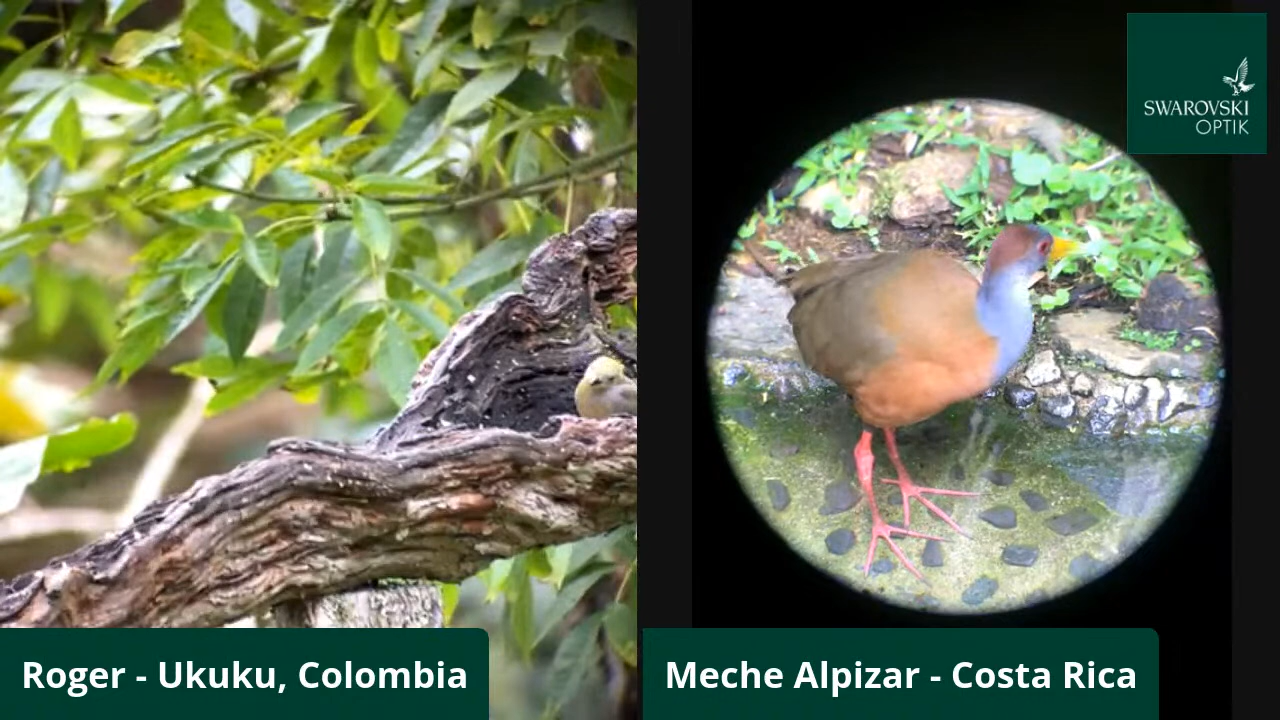 SWAROVSKI
OPTIK
Roger - Ukuku, Colombia
Meche Alpizar - Costa Rica